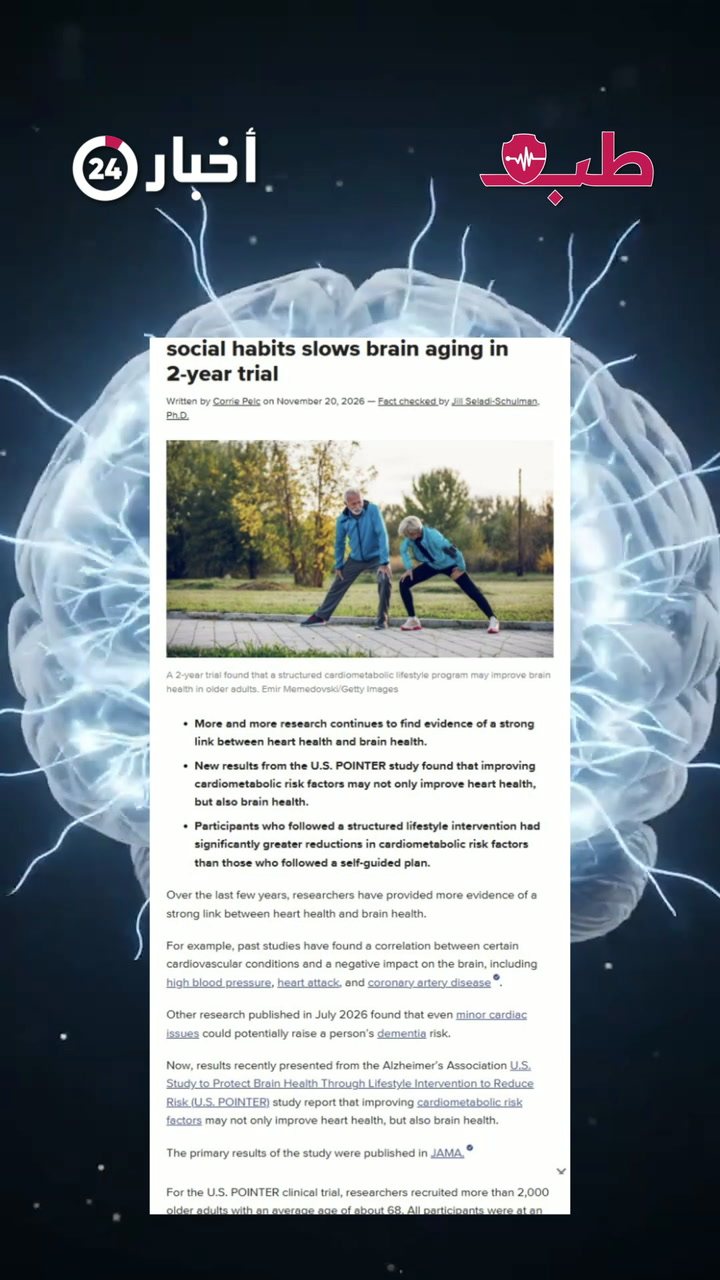 أخبار 24
طب
social habits slows brain aging in
2-year trial
Written by Corrie Pelc on November 20, 2026 — Fact checked by Jill Seladi-Schulman,
Ph.D.
A 2-year trial found that a structured cardiometabolic lifestyle program may improve brain
health in older adults. Emir Memedovski/Getty Images
• More and more research continues to find evidence of a strong
link between heart health and brain health.
• New results from the U.S. POINTER study found that improving
cardiometabolic risk factors may not only improve heart health,
but also brain health.
• Participants who followed a structured lifestyle intervention had
significantly greater reductions in cardiometabolic risk factors
than those who followed a self-guided plan.
Over the last few years, researchers have provided more evidence of a
strong link between heart health and brain health.
For example, past studies have found a correlation between certain
cardiovascular conditions and a negative impact on the brain, including
high blood pressure, heart attack, and coronary artery disease.
Other research published in July 2026 found that even minor cardiac
issues could potentially raise a person's dementia risk.
Now, results recently presented from the Alzheimer's Association U.S.
Study to Protect Brain Health Through Lifestyle Intervention to Reduce
Risk (U.S. POINTER) study report that improving cardiometabolic risk
factors may not only improve heart health, but also brain health.
The primary results of the study were published in JAMA.
For the U.S. POINTER clinical trial, researchers recruited more than 2,000
older adults with an average age of about 68. All participants were at an